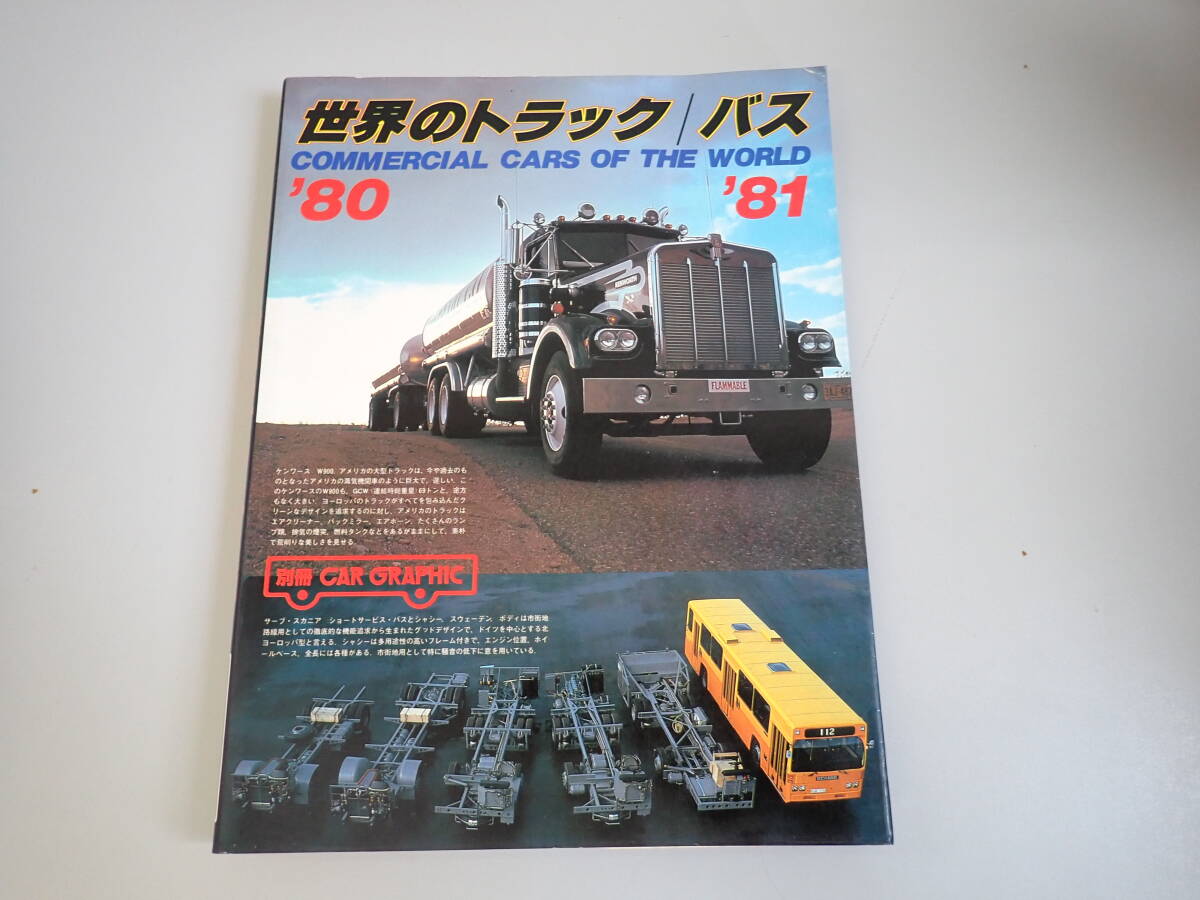 世界のトラック/バス
COMMERCIAL CARS OF THE WORLD
'80 '81
KENWORTH
FLAMMABLE
ケンワース W900. アメリカの大型トラックは、今や過去のも
のとなったアメリカの蒸気機関車のように巨大で、逞しい. こ
のケンワースのW900も、GCW(連結時総重量)69トンと、途方
もなく大きい. ヨーロッパのトラックがすべてを包み込んだク
リーンなデザインを追求するのに対し、アメリカのトラックは
エアクリーナー、バックミラー、エアホーン、たくさんのラン
プ類、排気の煙突、燃料タンクなどをあるがままにして、素朴
で荒削りな美しさを見せる.
別冊 CAR GRAPHIC
サーブ・スカニア ショートサービス・バスとシャシー. スウェーデン. ボディは市街地
路線用としての徹底的な機能追求から生まれたグッドデザインで、ドイツを中心とする北
ヨーロッパ型と言える. シャシーは多用途性の高いフレーム付きで、エンジン位置、ホイ
ールベース、全長には各種がある. 市街地用として特に騒音の低下に意を用いている.
112